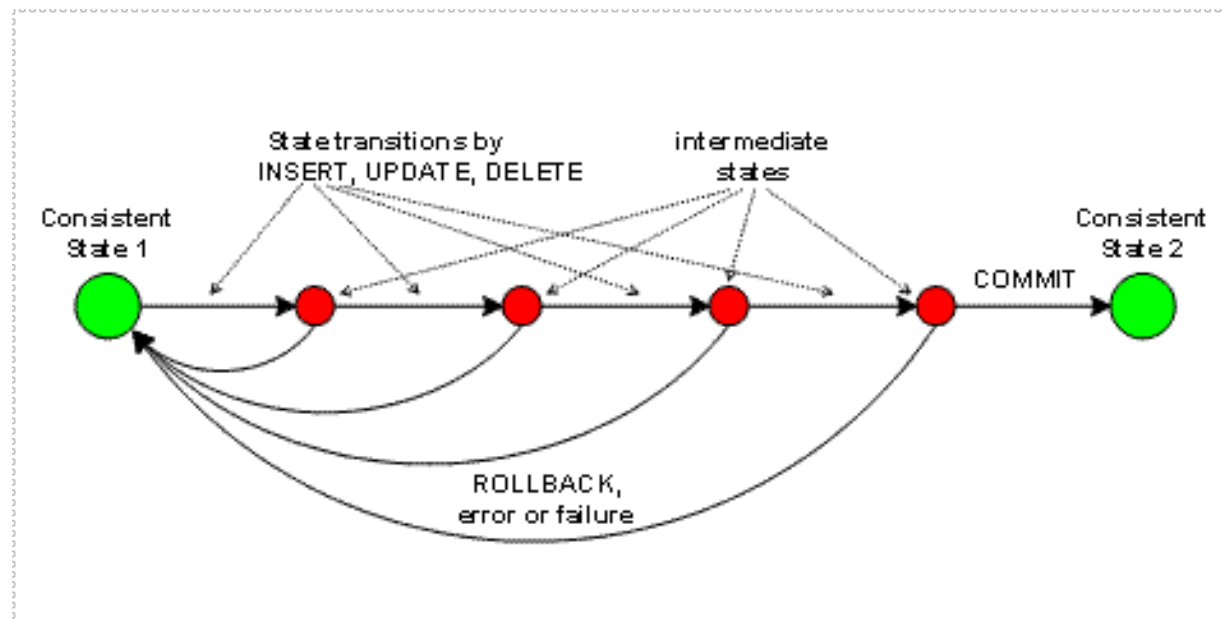 State transitions by
INSERT, UPDATE, DELETE
intermediate
states
Consistent
State 1
Consistent
State 2
COMMIT
ROLLBACK,
error or failure